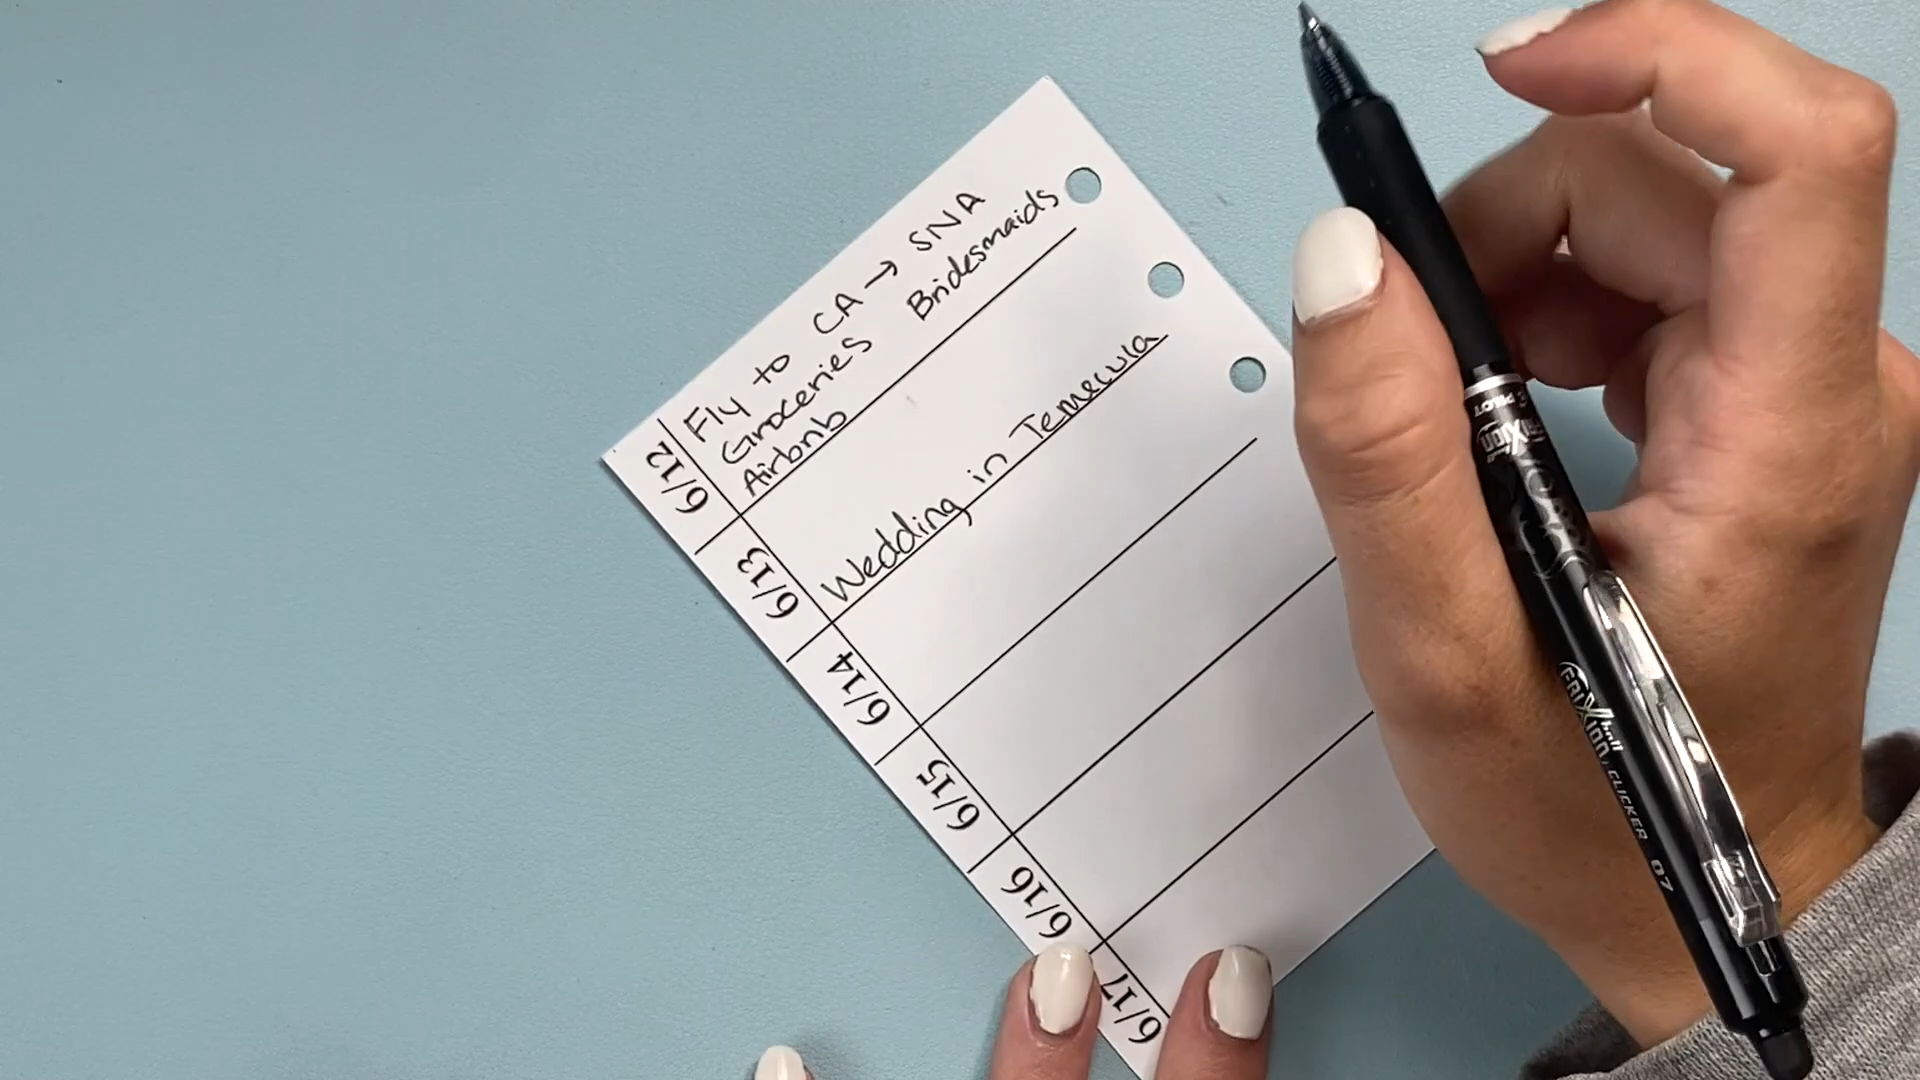 6/12
Fly to CA → SNA
Groceries Bridesmaids
Airbnb
6/13
Wedding in Temecula
6/14
6/15
6/16
6/17
PILOT
FRIXION
FRIXION ball CLICKER 07